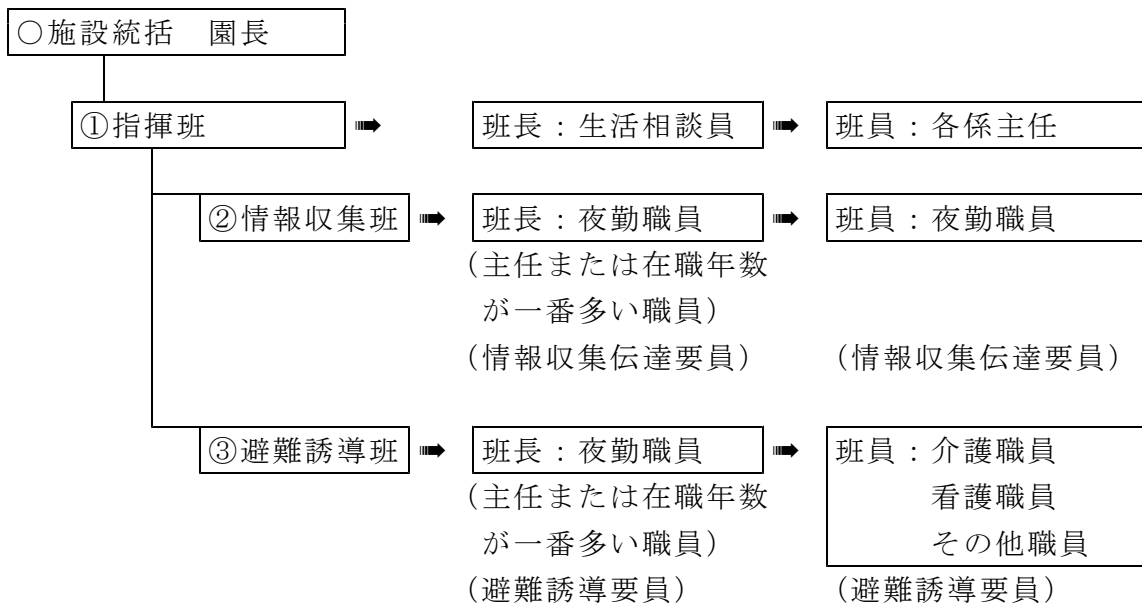 ○施設統括　園長
①指揮班 ➠ 班長：生活相談員 ➠ 班員：各係主任
②情報収集班 ➠ 班長：夜勤職員 ➠ 班員：夜勤職員
（主任または在職年数
が一番多い職員）
（情報収集伝達要員） （情報収集伝達要員）
③避難誘導班 ➠ 班長：夜勤職員 ➠ 班員：介護職員
（主任または在職年数 看護職員
が一番多い職員） その他職員
（避難誘導要員） （避難誘導要員）